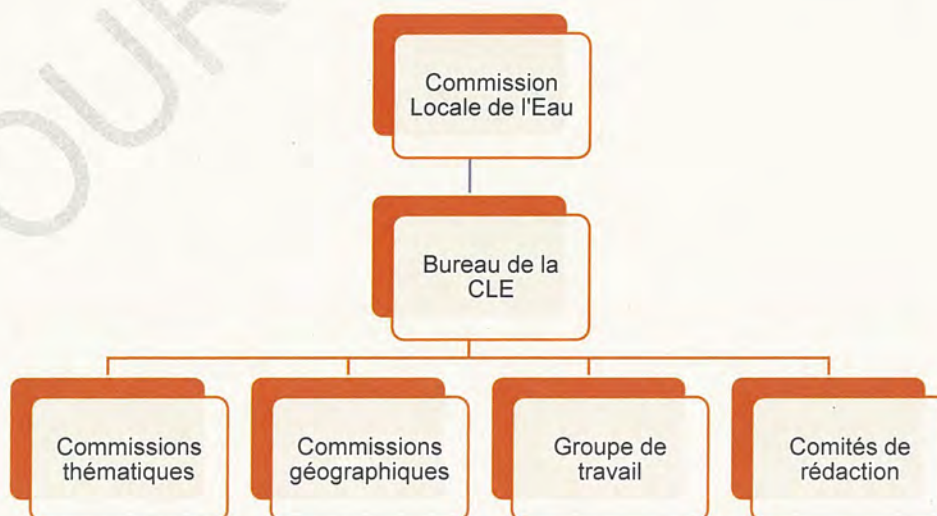 Commission
Locale de l'Eau
Bureau de la
CLE
Commissions
thématiques
Commissions
géographiques
Groupe de
travail
Comités de
rédaction